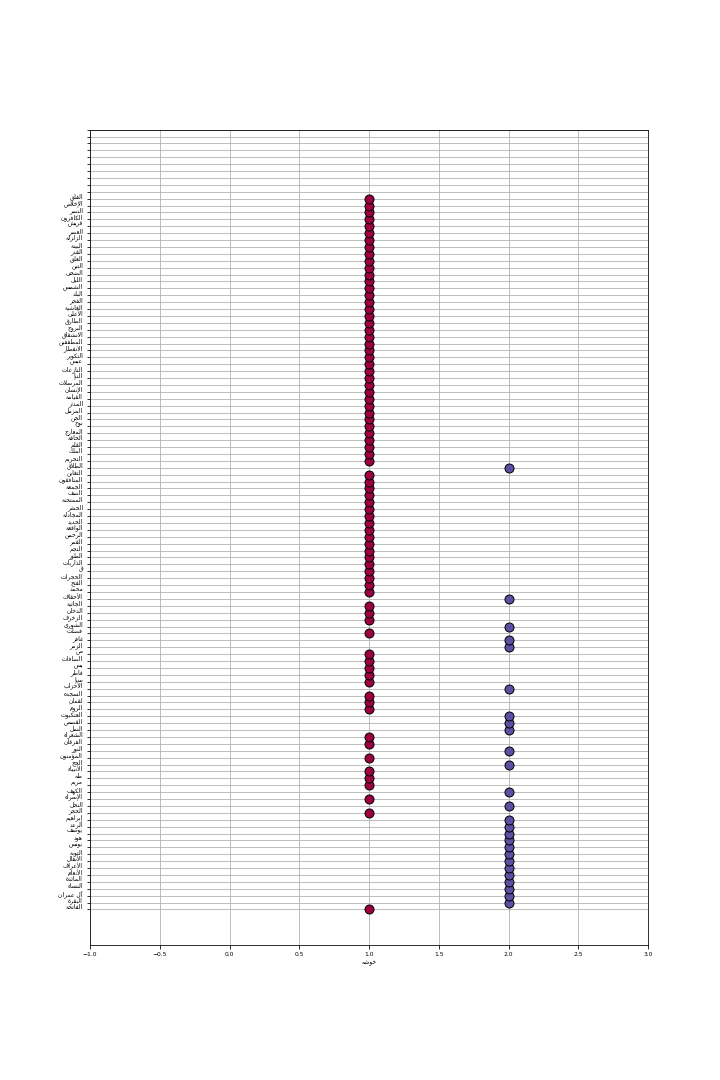 الفلق
الإخلاص
النصر
الكافرون
قريش
العصر
الزلزلة
البينة
القدر
العلق
التين
الضحى
الليل
الشمس
البلد
الفجر
الغاشية
الأعلى
الطارق
البروج
الانشقاق
المطففين
الانفطار
التكوير
عبس
النازعات
النبأ
المرسلات
الإنسان
القيامة
المدثر
المزمل
الجن
نوح
المعارج
الحاقة
القلم
الملك
التحريم
الطلاق
التغابن
المنافقون
الجمعة
الصف
الممتحنة
الحشر
المجادلة
الحديد
الواقعة
الرحمن
القمر
النجم
الطور
الذاريات
ق
الحجرات
الفتح
محمد
الأحقاف
الجاثية
الدخان
الزخرف
الشورى
فصلت
غافر
الزمر
ص
الصافات
يس
فاطر
سبأ
الأحزاب
السجدة
لقمان
الروم
العنكبوت
القصص
النمل
الشعراء
الفرقان
النور
المؤمنون
الحج
الأنبياء
طه
مريم
الكهف
الإسراء
النحل
الحجر
إبراهيم
الرعد
يوسف
هود
يونس
التوبة
الأنفال
الأعراف
الأنعام
المائدة
النساء
آل عمران
البقرة
الفاتحة
−1.0 −0.5 0.0 0.5 1.0 1.5 2.0 2.5 3.0
خوشه